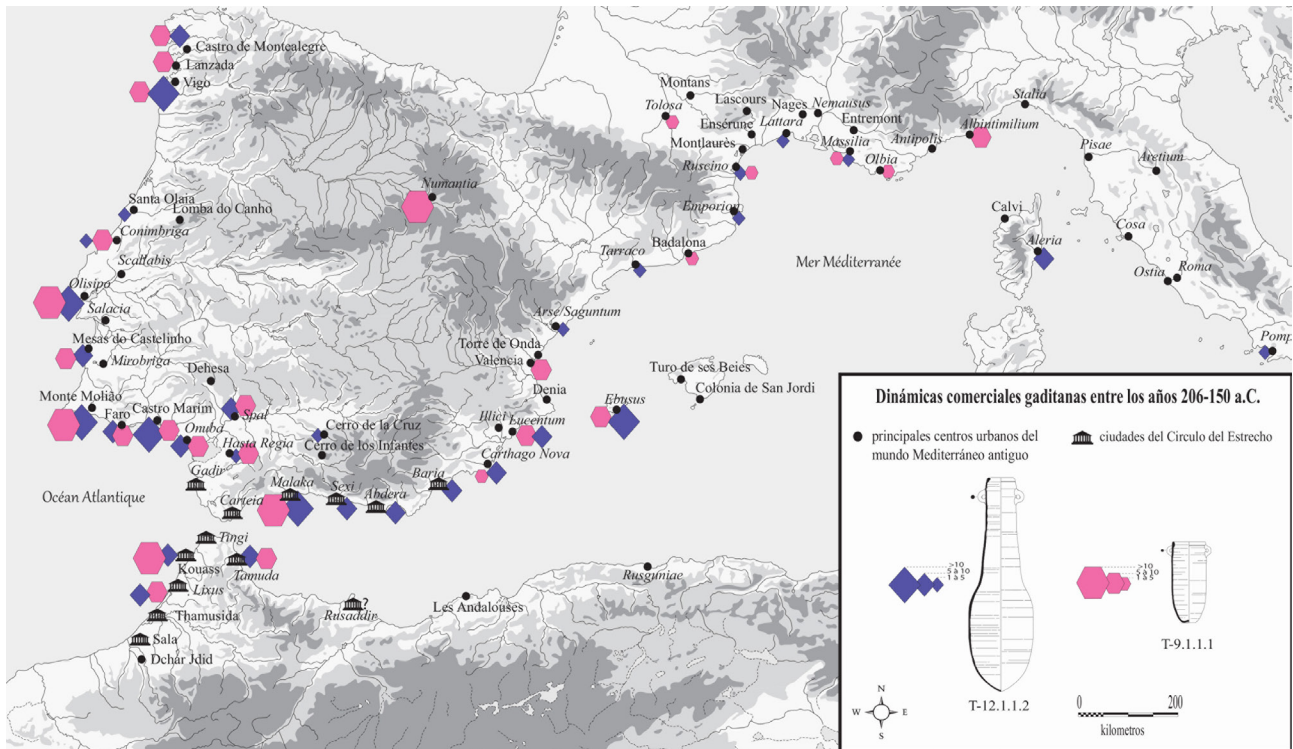 Castro de Montealegre
Lanzada
Vigo
Santa Olaia
Lomba do Canho
Conimbriga
Scallabis
Olisipo
Salacia
Mesas do Castelinho
Mirobriga
Dehesa
Monte Molião
Faro
Castro Marim
Onuba
Spal
Hasta Regia
Cerro de la Cruz
Cerro de los Infantes
Gadir
Océan Atlantique
Carteia
Malaka
Sexi
Abdera
Baria
Tingi
Kouass
Tamuda
Lixus
Thamusida
Sala
Dchar Jdid
Rusaddir
?
Les Andalouses
Rusguniae
Numantia
Montans
Tolosa
Lascours
Ensérune
Montlaurès
Ruscino
Nages
Nemausus
Lattara
Entremont
Massilia
Olbia
Antipolis
Albintimilium
Stalia
Pisae
Aretium
Calvi
Aleria
Cosa
Ostia
Roma
Pomp
Emporion
Badalona
Tarraco
Mer Méditerranée
Arse/Saguntum
Torre de Onda
Valencia
Denia
Illici
Lucentum
Carthago Nova
Ebusus
Turo de ses Beies
Colonia de San Jordi
Dinámicas comerciales gaditanas entre los años 206-150 a.C.
principales centros urbanos del
mundo Mediterráneo antiguo
ciudades del Circulo del Estrecho
>10
5 à 10
1 à 5
T-12.1.1.2
>10
5 à 10
1 à 5
T-9.1.1.1
N
W E
S
0 200
kilometros